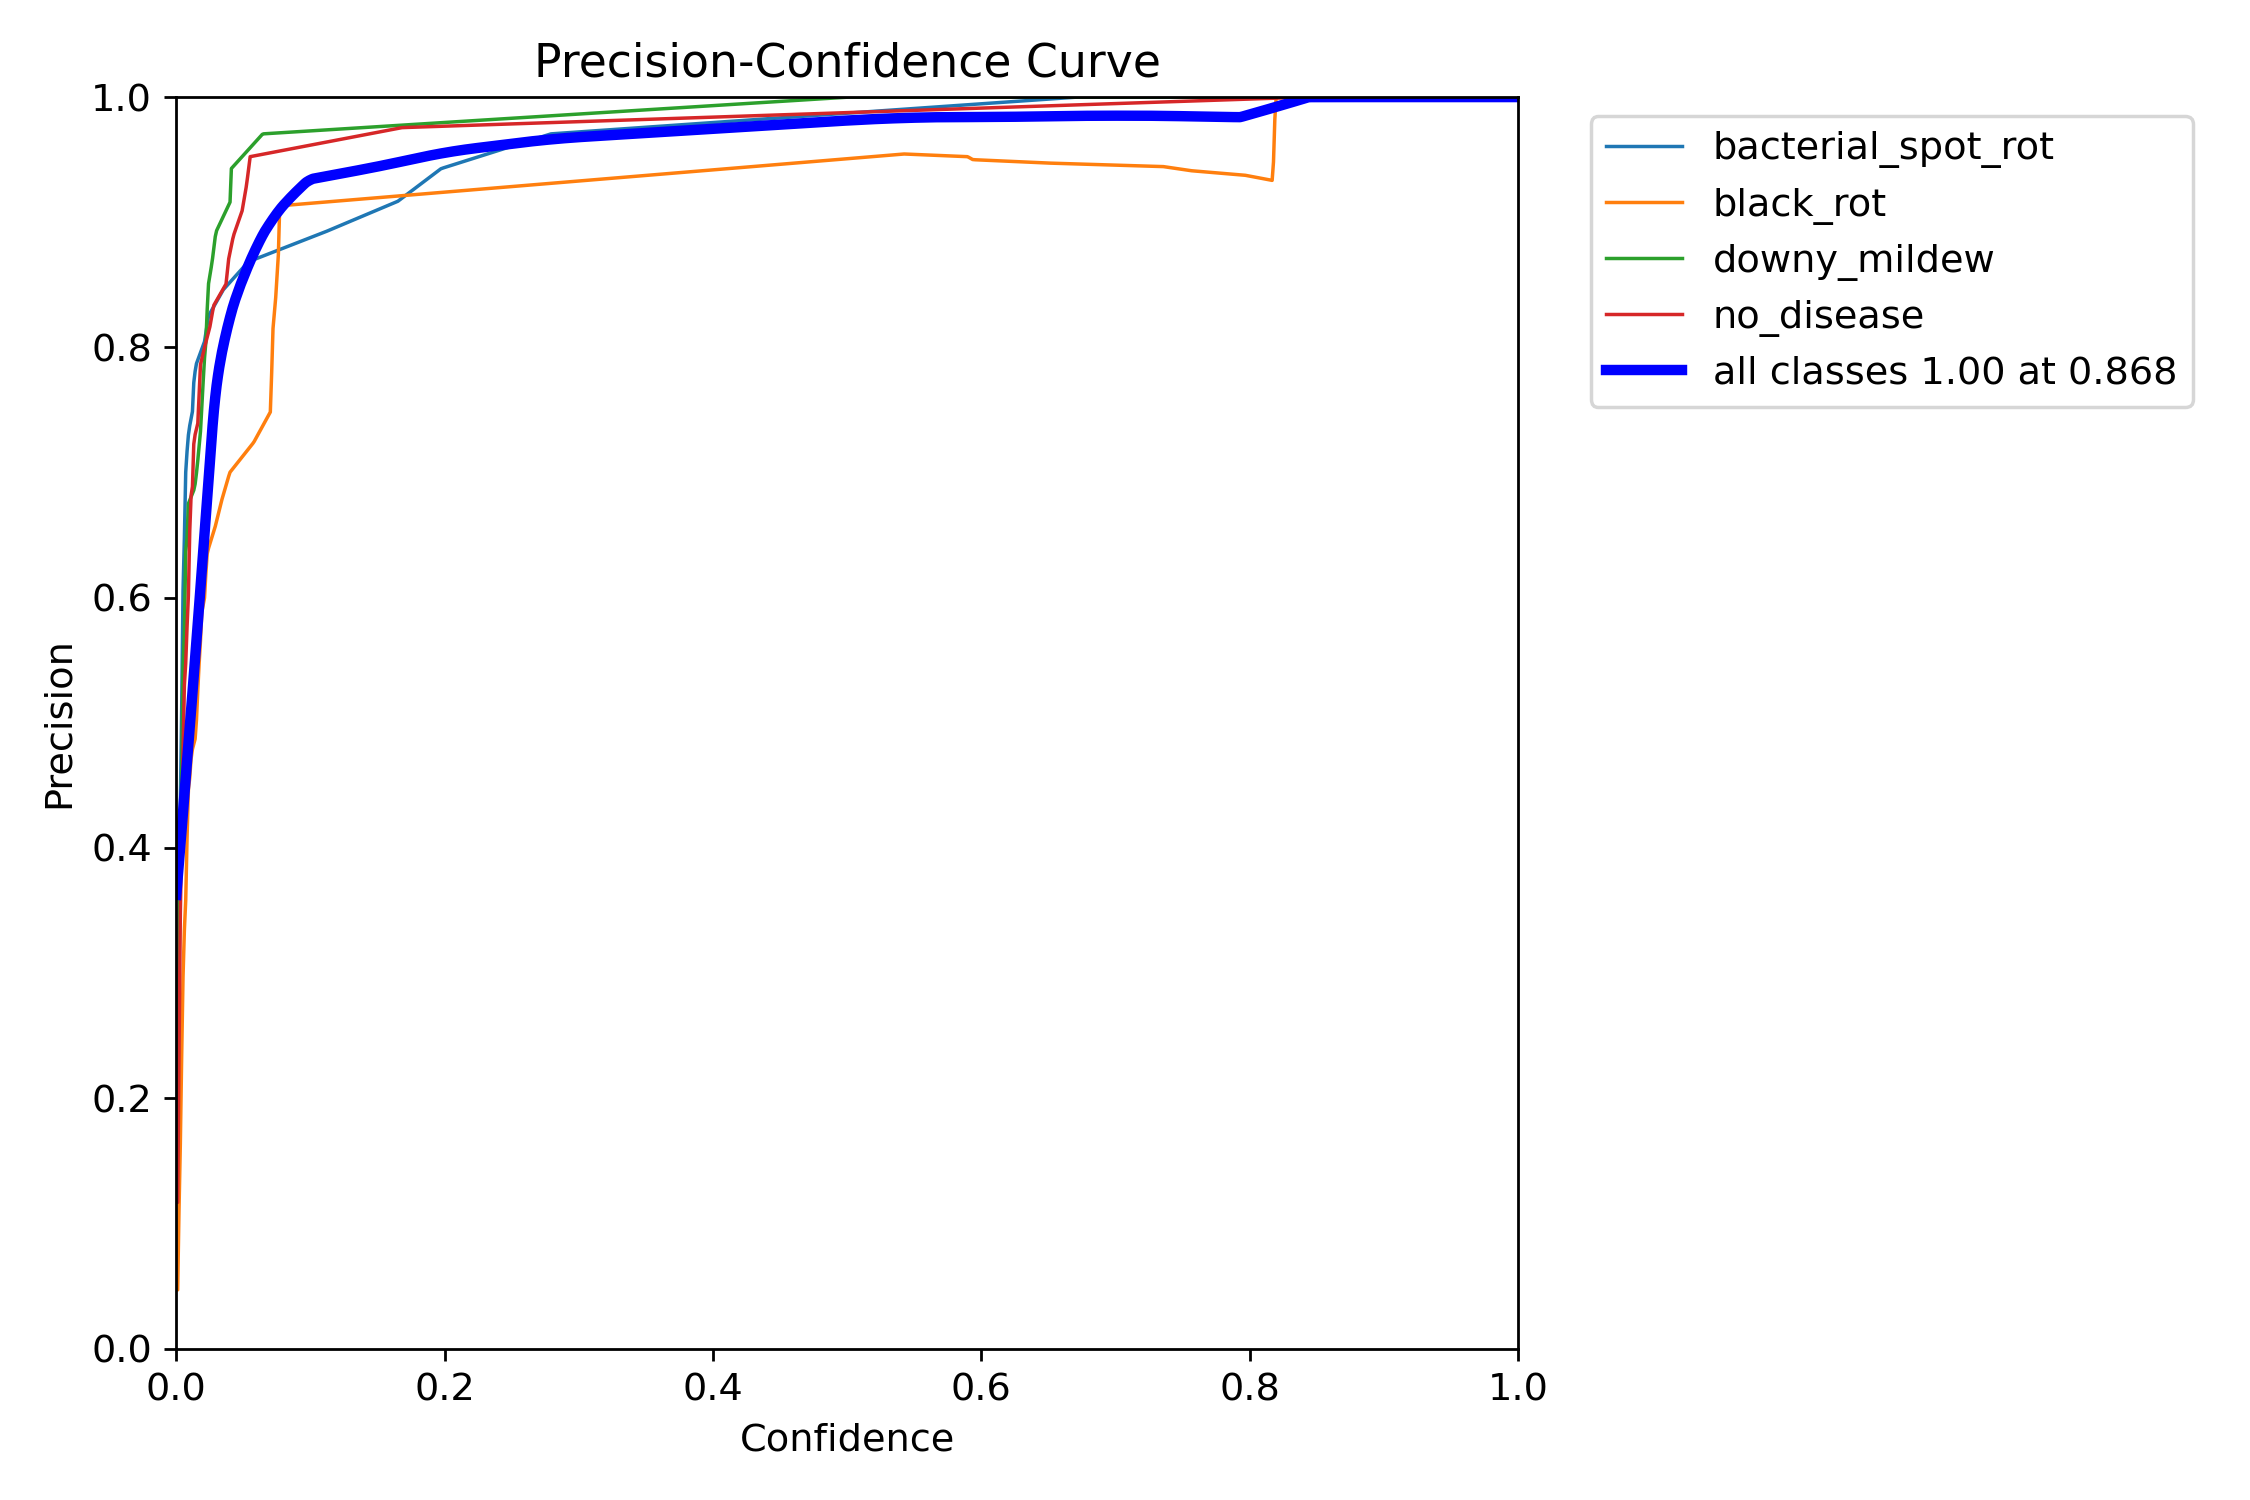 Precision-Confidence Curve
1.0
0.8
0.6
0.4
0.2
0.0
Precision
0.0 0.2 0.4 0.6 0.8 1.0
Confidence
bacterial_spot_rot
black_rot
downy_mildew
no_disease
all classes 1.00 at 0.868